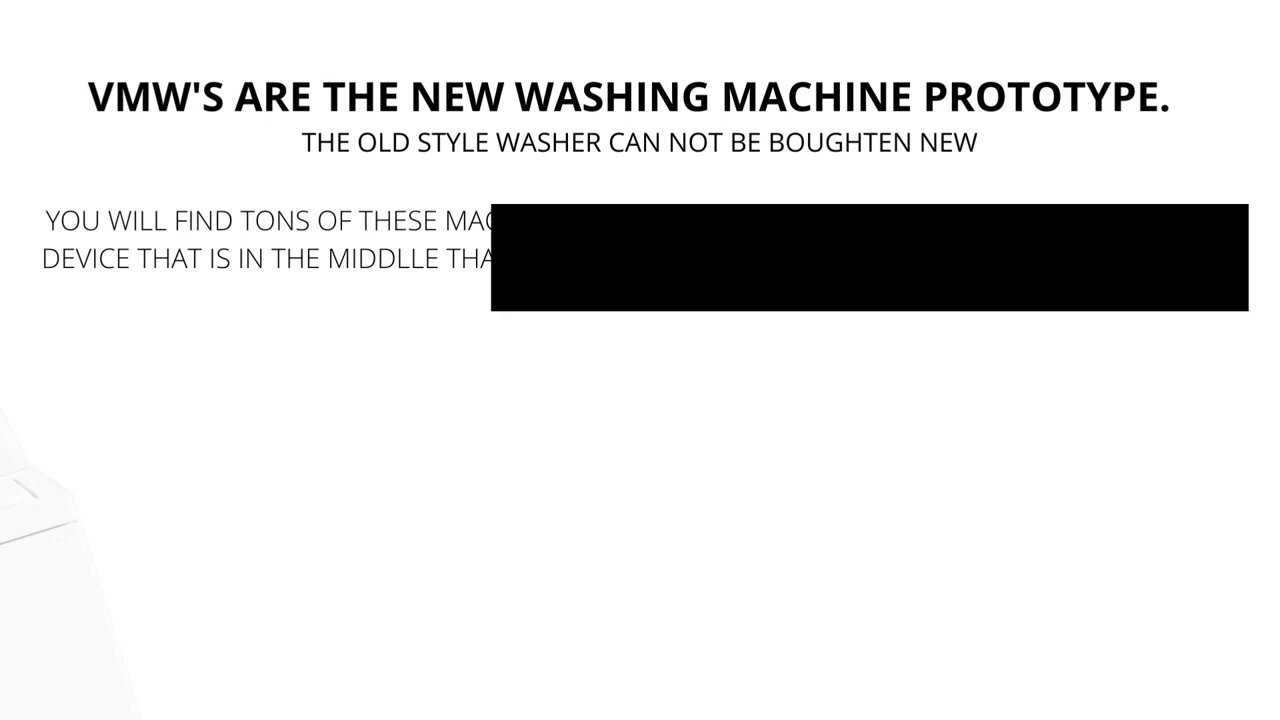 VMW'S ARE THE NEW WASHING MACHINE PROTOTYPE.
THE OLD STYLE WASHER CAN NOT BE BOUGHTEN NEW
YOU WILL FIND TONS OF THESE
DEVICE THAT IS IN THE MIDDLLE